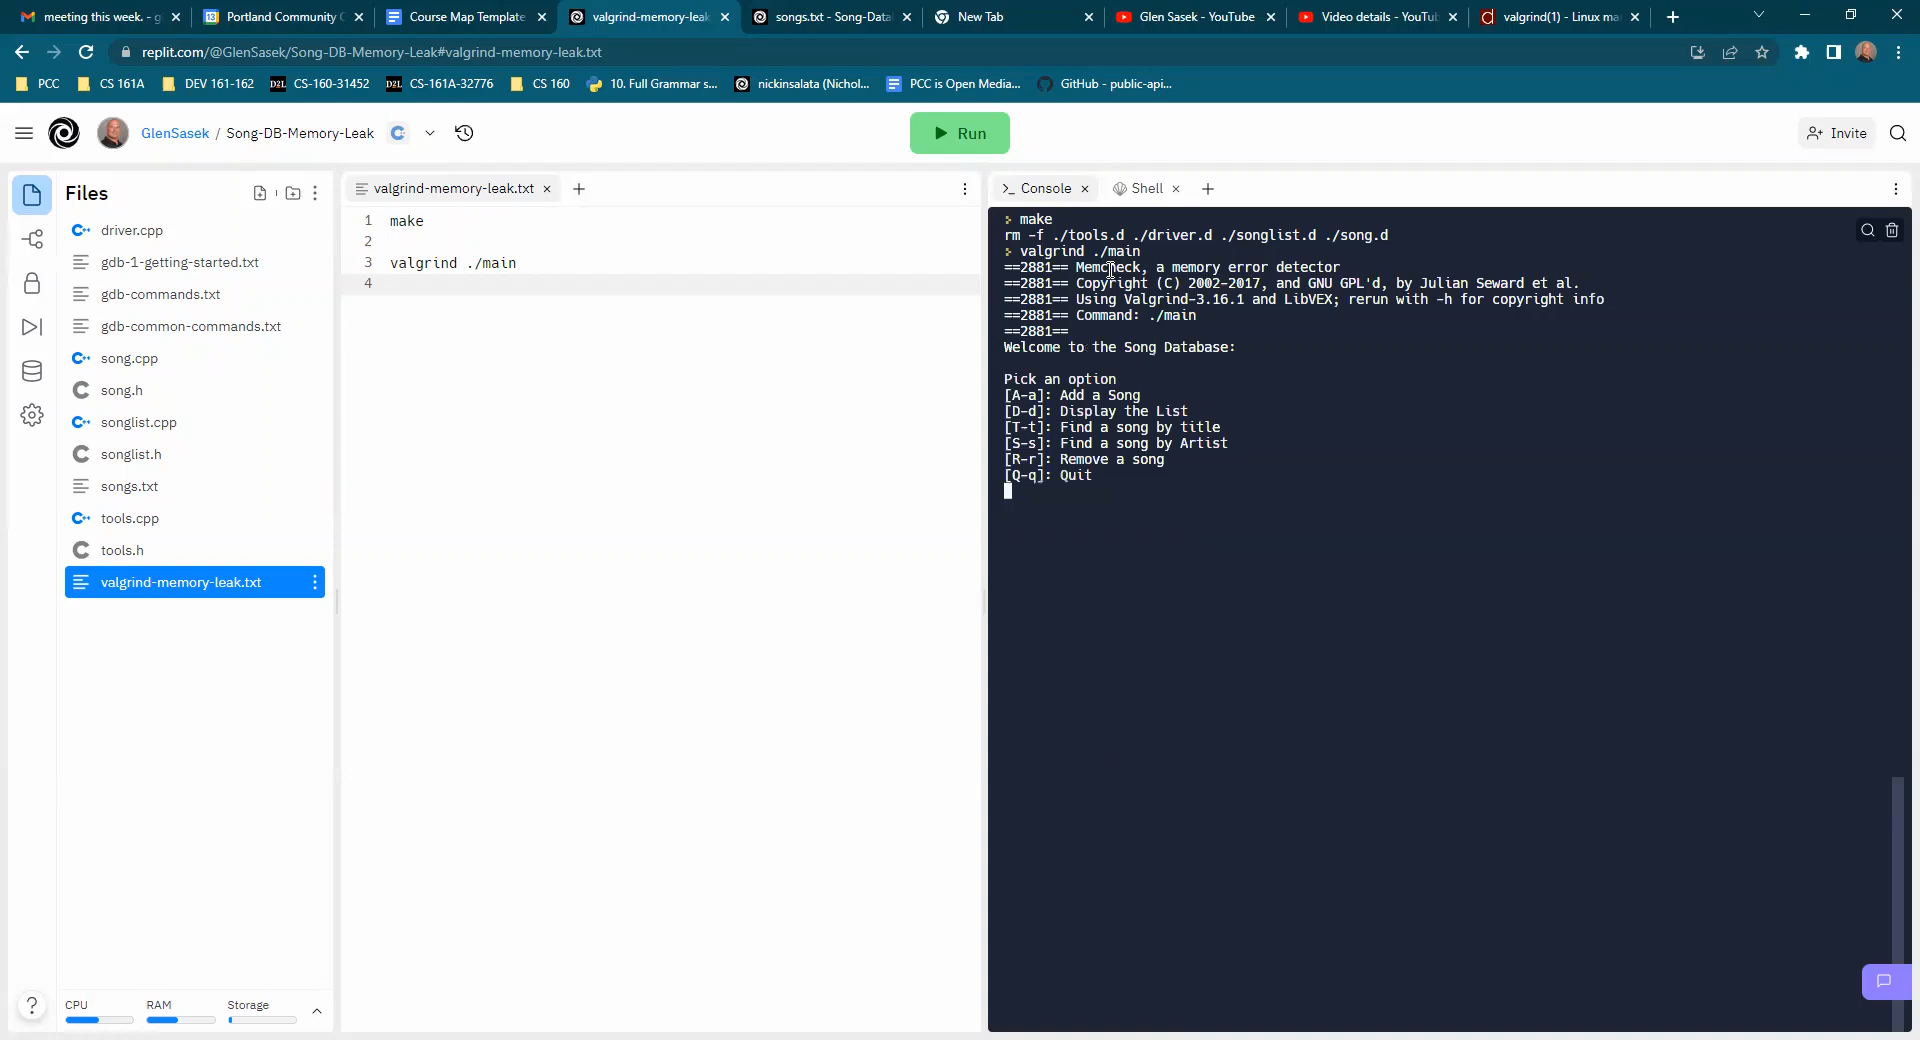 meeting this week. - g
Portland Community C
Course Map Template
valgrind-memory-leak
songs.txt - Song-Data
New Tab
Glen Sasek - YouTube
Video details - YouTu
valgrind(1) - Linux ma
replit.com/@GlenSasek/Song-DB-Memory-Leak#valgrind-memory-leak.txt
PCC
CS 161A
DEV 161-162
D2L CS-160-31452
D2L CS-161A-32776
CS 160
10. Full Grammar s...
nickinsalata (Nichol...
PCC is Open Media...
GitHub - public-api...
GlenSasek / Song-DB-Memory-Leak
Run
Invite
Files
driver.cpp
gdb-1-getting-started.txt
gdb-commands.txt
gdb-common-commands.txt
song.cpp
song.h
songlist.cpp
songlist.h
songs.txt
tools.cpp
tools.h
valgrind-memory-leak.txt
CPU
RAM
Storage
valgrind-memory-leak.txt
1 make
2
3 valgrind ./main
4
Console
Shell
make
rm -f ./tools.d ./driver.d ./songlist.d ./song.d
valgrind ./main
==2881== Memcheck, a memory error detector
==2881== Copyright (C) 2002-2017, and GNU GPL'd, by Julian Seward et al.
==2881== Using Valgrind-3.16.1 and LibVEX; rerun with -h for copyright info
==2881== Command: ./main
==2881==
Welcome to the Song Database:
Pick an option
[A-a]: Add a Song
[D-d]: Display the List
[T-t]: Find a song by title
[S-s]: Find a song by Artist
[R-r]: Remove a song
[Q-q]: Quit